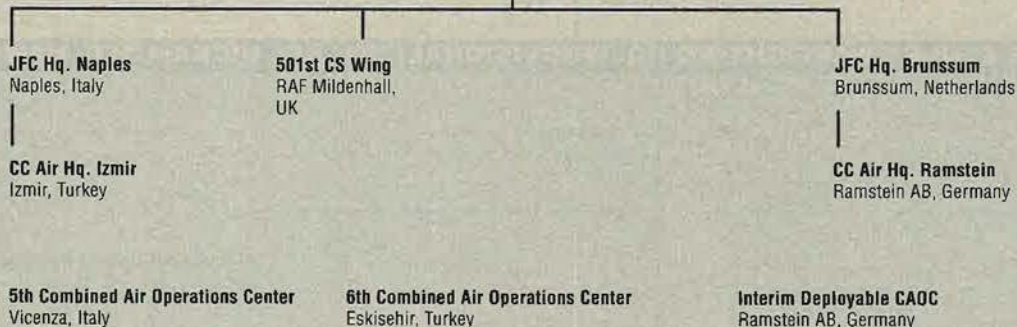 JFC Hq. Naples
Naples, Italy
501st CS Wing
RAF Mildenhall,
UK
JFC Hq. Brunssum
Brunssum, Netherlands
CC Air Hq. Izmir
Izmir, Turkey
CC Air Hq. Ramstein
Ramstein AB, Germany
5th Combined Air Operations Center
Vicenza, Italy
6th Combined Air Operations Center
Eskisehir, Turkey
Interim Deployable CAOC
Ramstein AB, Germany